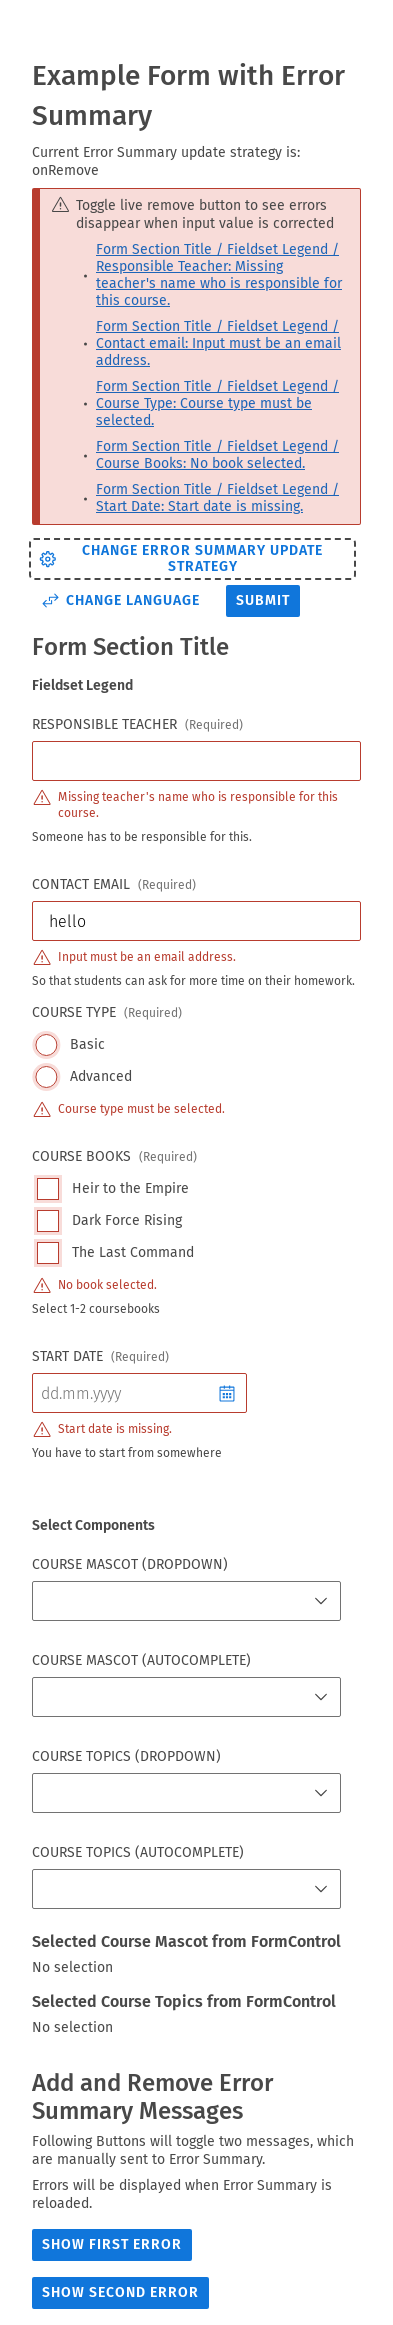 Example Form with Error
Summary
Current Error Summary update strategy is:
onRemove
Toggle live remove button to see errors
disappear when input value is corrected
Form Section Title / Fieldset Legend /
Responsible Teacher: Missing
teacher's name who is responsible for
this course.
Form Section Title / Fieldset Legend /
Contact email: Input must be an email
address.
Form Section Title / Fieldset Legend /
Course Type: Course type must be
selected.
Form Section Title / Fieldset Legend /
Course Books: No book selected.
Form Section Title / Fieldset Legend /
Start Date: Start date is missing.
CHANGE ERROR SUMMARY UPDATE
STRATEGY
CHANGE LANGUAGE SUBMIT
Form Section Title
Fieldset Legend
RESPONSIBLE TEACHER (Required)
Missing teacher's name who is responsible for this
course.
Someone has to be responsible for this.
CONTACT EMAIL (Required)
hello
Input must be an email address.
So that students can ask for more time on their homework.
COURSE TYPE (Required)
Basic
Advanced
Course type must be selected.
COURSE BOOKS (Required)
Heir to the Empire
Dark Force Rising
The Last Command
No book selected.
Select 1-2 coursebooks
START DATE (Required)
dd.mm.yyyy
Start date is missing.
You have to start from somewhere
Select Components
COURSE MASCOT (DROPDOWN)
COURSE MASCOT (AUTOCOMPLETE)
COURSE TOPICS (DROPDOWN)
COURSE TOPICS (AUTOCOMPLETE)
Selected Course Mascot from FormControl
No selection
Selected Course Topics from FormControl
No selection
Add and Remove Error
Summary Messages
Following Buttons will toggle two messages, which
are manually sent to Error Summary.
Errors will be displayed when Error Summary is
reloaded.
SHOW FIRST ERROR
SHOW SECOND ERROR